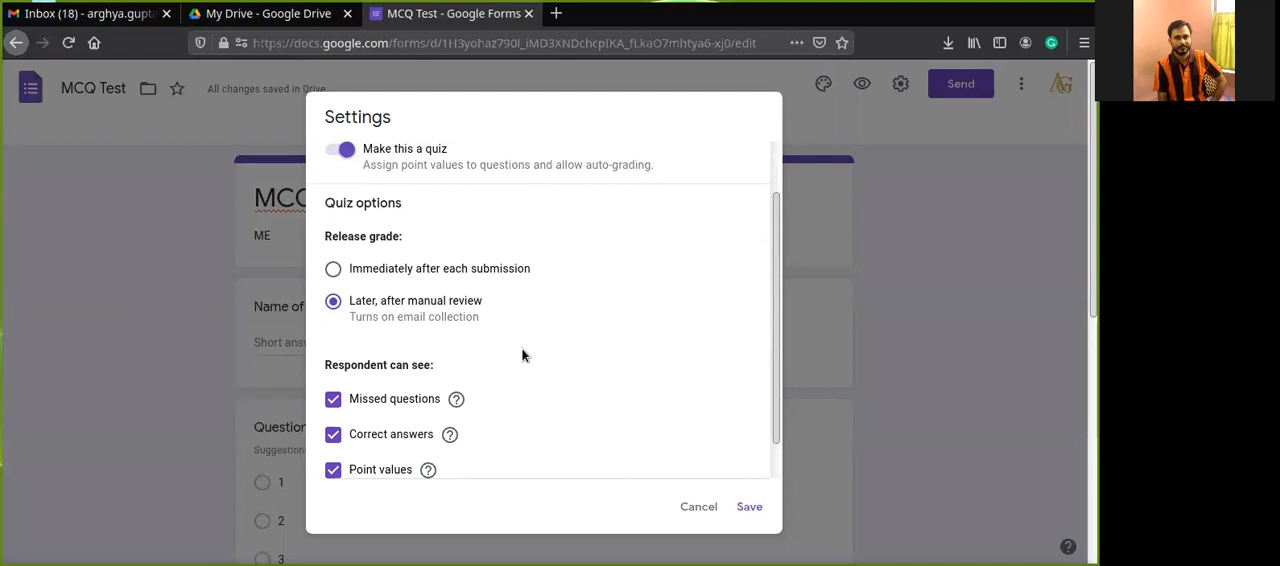 Inbox (18) - arghya.gupt
My Drive - Google Drive
MCQ Test - Google Forms
https://docs.google.com/forms/d/1H3yohaz790l_iMD3XNDchcpIKA_fLkaO7mhtya6-xj0/edit
MCQ Test
All changes saved in Drive
Send
Settings
Make this a quiz
Assign point values to questions and allow auto-grading.
MCQ
Quiz options
ME
Release grade:
Immediately after each submission
Name of
Later, after manual review
Turns on email collection
Short ans
Respondent can see:
Missed questions
Question
Correct answers
Suggestion
Point values
1
Cancel
Save
2
3